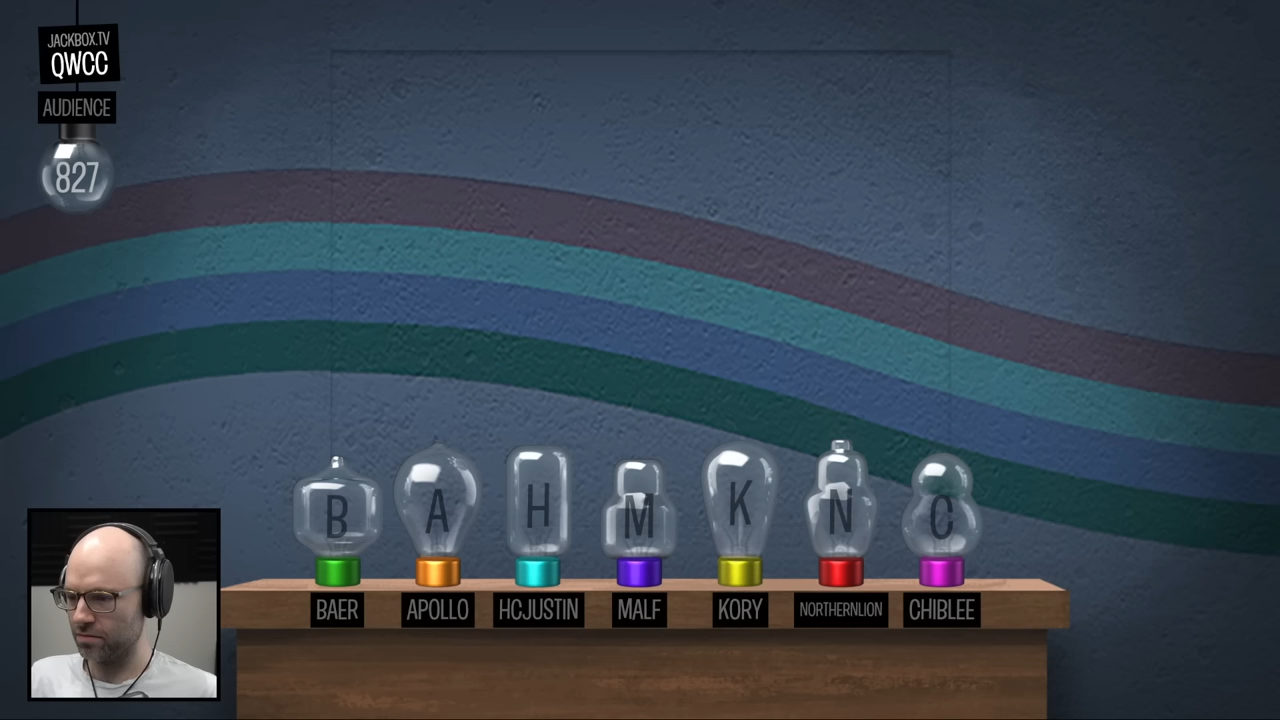 JACKBOX.TV
QWCC
AUDIENCE
827
B A H M K N C
BAER APOLLO HCJUSTIN MALF KORY NORTHERNLION CHIBLEE